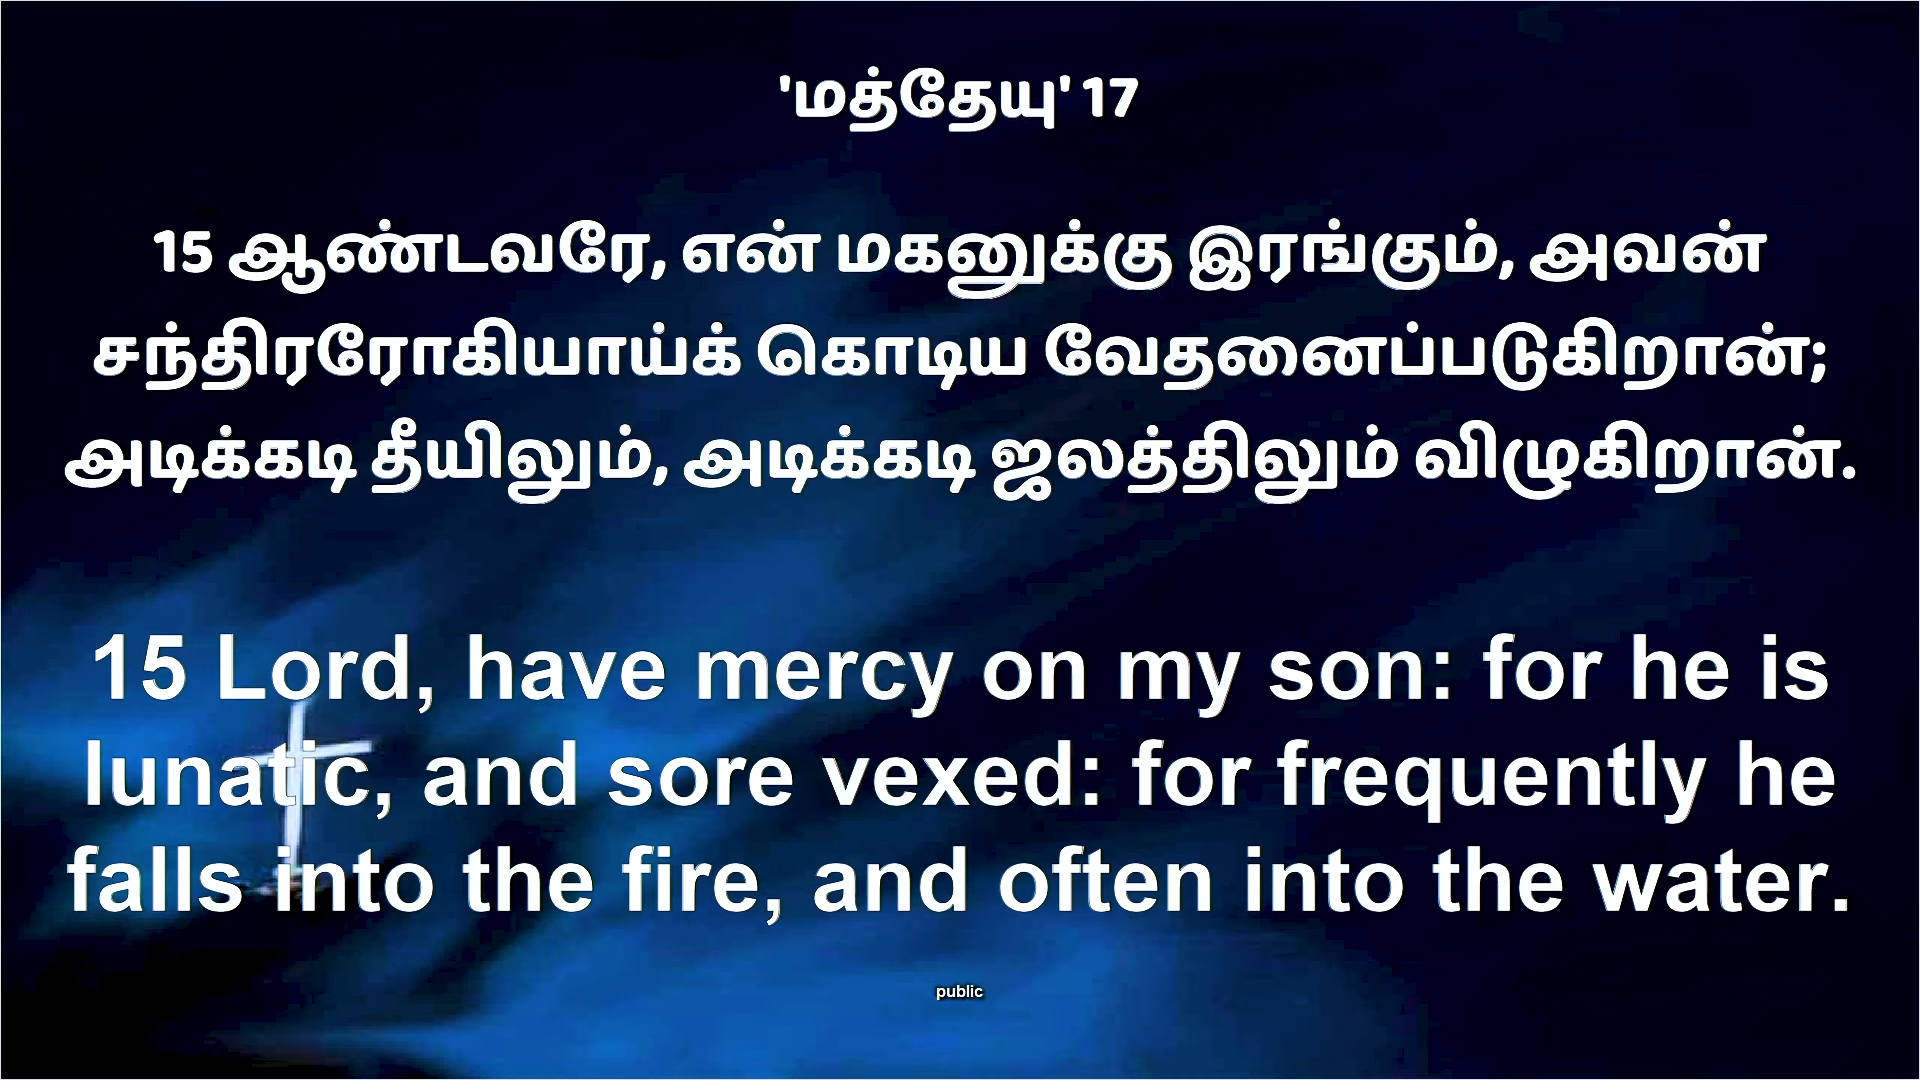 'மத்தேயு' 17
15 ஆண்டவரே, என் மகனுக்கு இரங்கும், அவன்
சந்திரரோகியாய்க் கொடிய வேதனைப்படுகிறான்;
அடிக்கடி தீயிலும், அடிக்கடி ஜலத்திலும் விழுகிறான்.
15 Lord, have mercy on my son: for he is
lunatic, and sore vexed: for frequently he
falls into the fire, and often into the water.
public